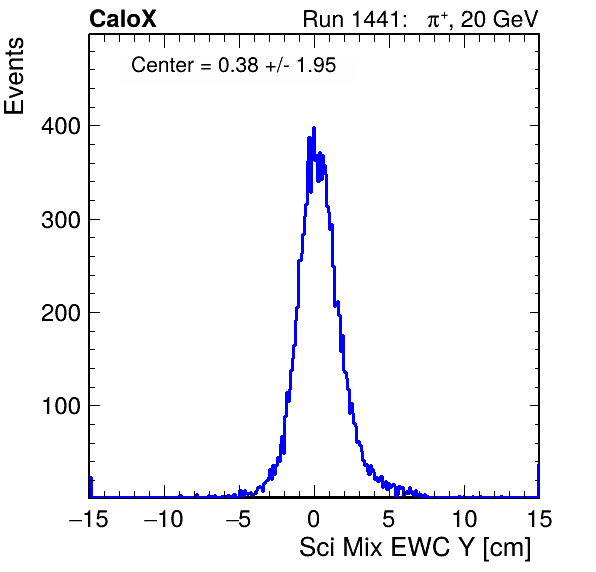 CaloX Run 1441: π⁺, 20 GeV
Events
Center = 0.38 +/- 1.95
400
300
200
100
−15 −10 −5 0 5 10 15
Sci Mix EWC Y [cm]